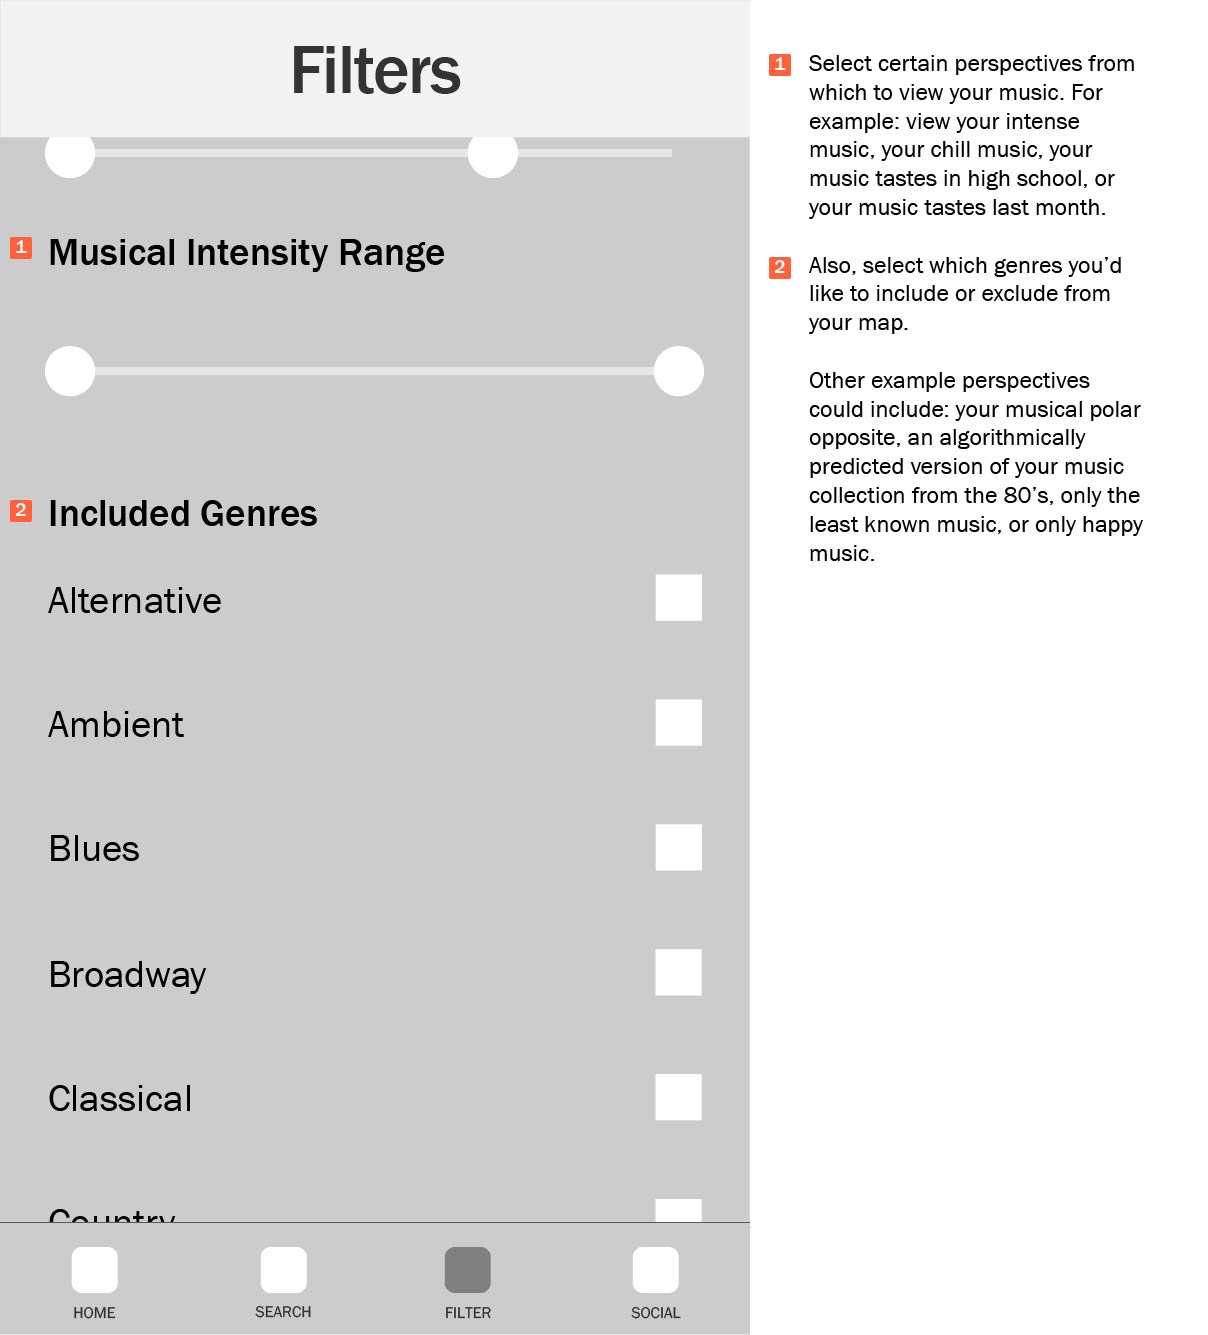 Filters
1 Musical Intensity Range
2 Included Genres
Alternative
Ambient
Blues
Broadway
Classical
Country
HOME
SEARCH
FILTER
SOCIAL
1 Select certain perspectives from
which to view your music. For
example: view your intense
music, your chill music, your
music tastes in high school, or
your music tastes last month.
2 Also, select which genres you’d
like to include or exclude from
your map.
Other example perspectives
could include: your musical polar
opposite, an algorithmically
predicted version of your music
collection from the 80’s, only the
least known music, or only happy
music.